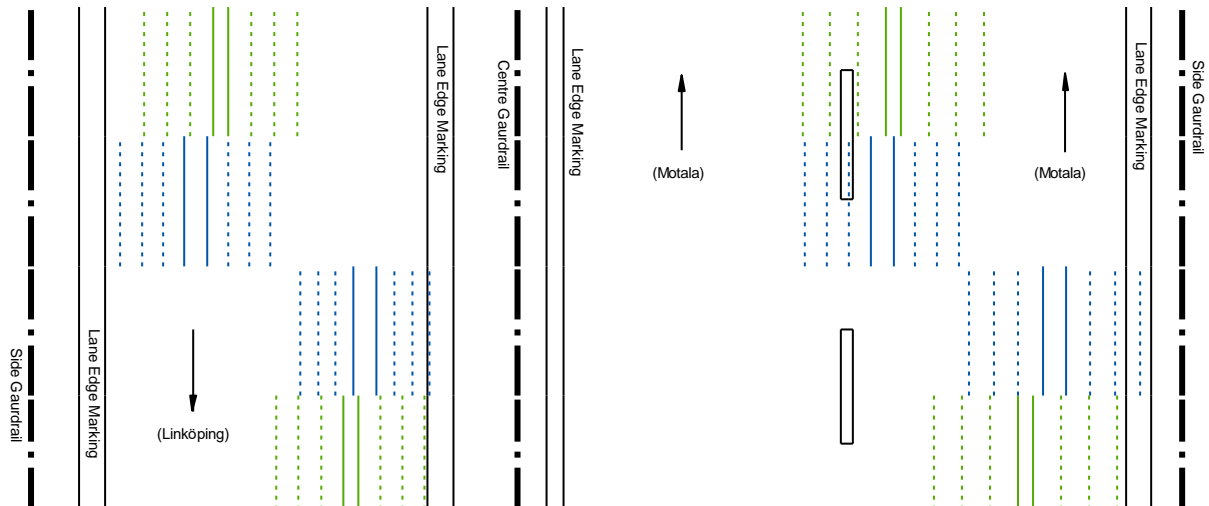 Side Gaurdrail
Lane Edge Marking
(Linköping)
Lane Edge Marking
Centre Gaurdrail
Lane Edge Marking
(Motala)
(Motala)
Lane Edge Marking
Side Gaurdrail